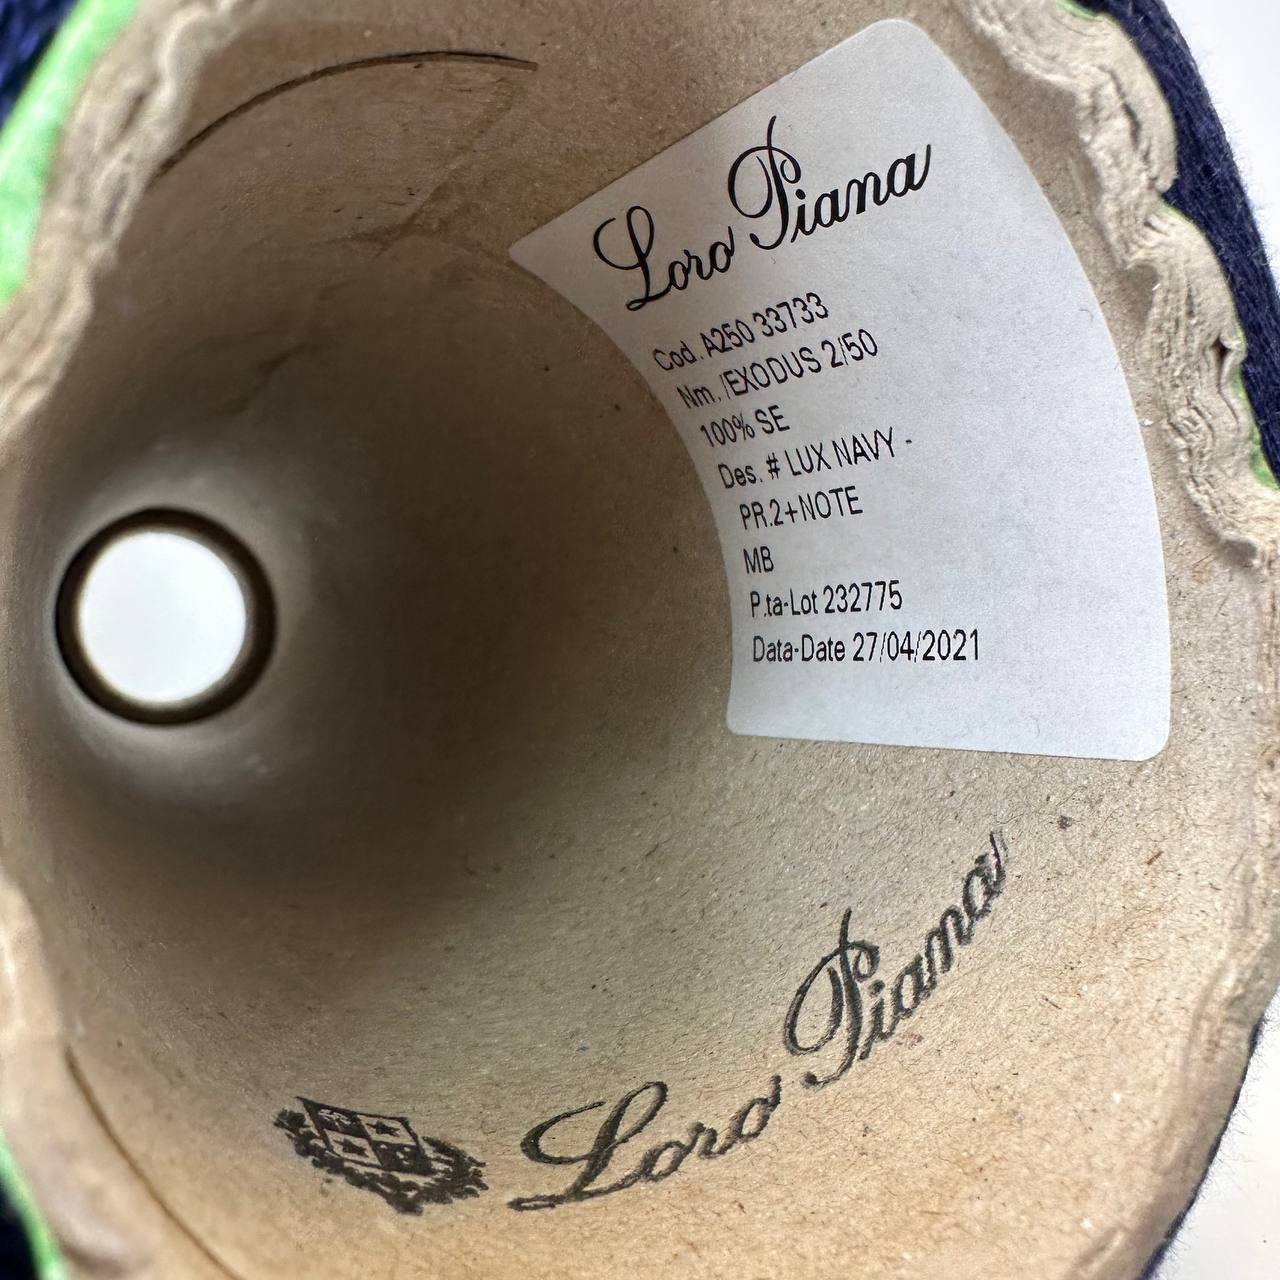 Loro Piana
Cod. A250 33733
Nm. /EXODUS 2/50
100% SE
Des. # LUX NAVY -
PR.2+NOTE
MB
P.ta-Lot 232775
Data-Date 27/04/2021
Loro Piana